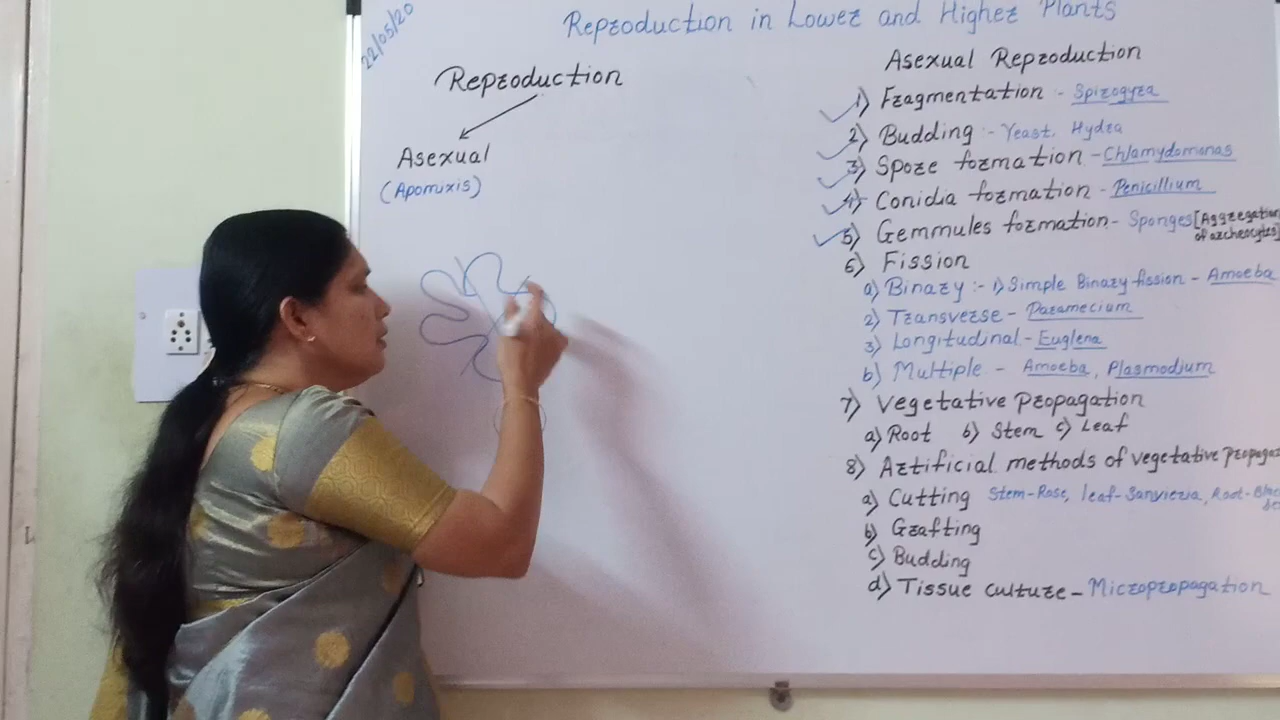 22/05/20
Reproduction in Lower and Higher Plants
Reproduction
Asexual
(Apomixis)
Asexual Reproduction
1) Fragmentation :- Spirogyra
2) Budding :- Yeast, Hydra
3) Spore formation - Chlamydomonas
4) Conidia formation - Penicillium
5) Gemmules formation - Sponges [Aggregation
of archeocytes]
6) Fission
a) Binary :- 1) Simple Binary fission - Amoeba
2) Transverse - Paramecium
3) Longitudinal - Euglena
b) Multiple - Amoeba, Plasmodium
7) Vegetative propagation
a) Root b) Stem c) Leaf
8) Artificial methods of vegetative propaga
a) Cutting Stem-Rose, leaf-Sanvieria, Root-
b) Grafting
c) Budding
d) Tissue culture - Micropropagation